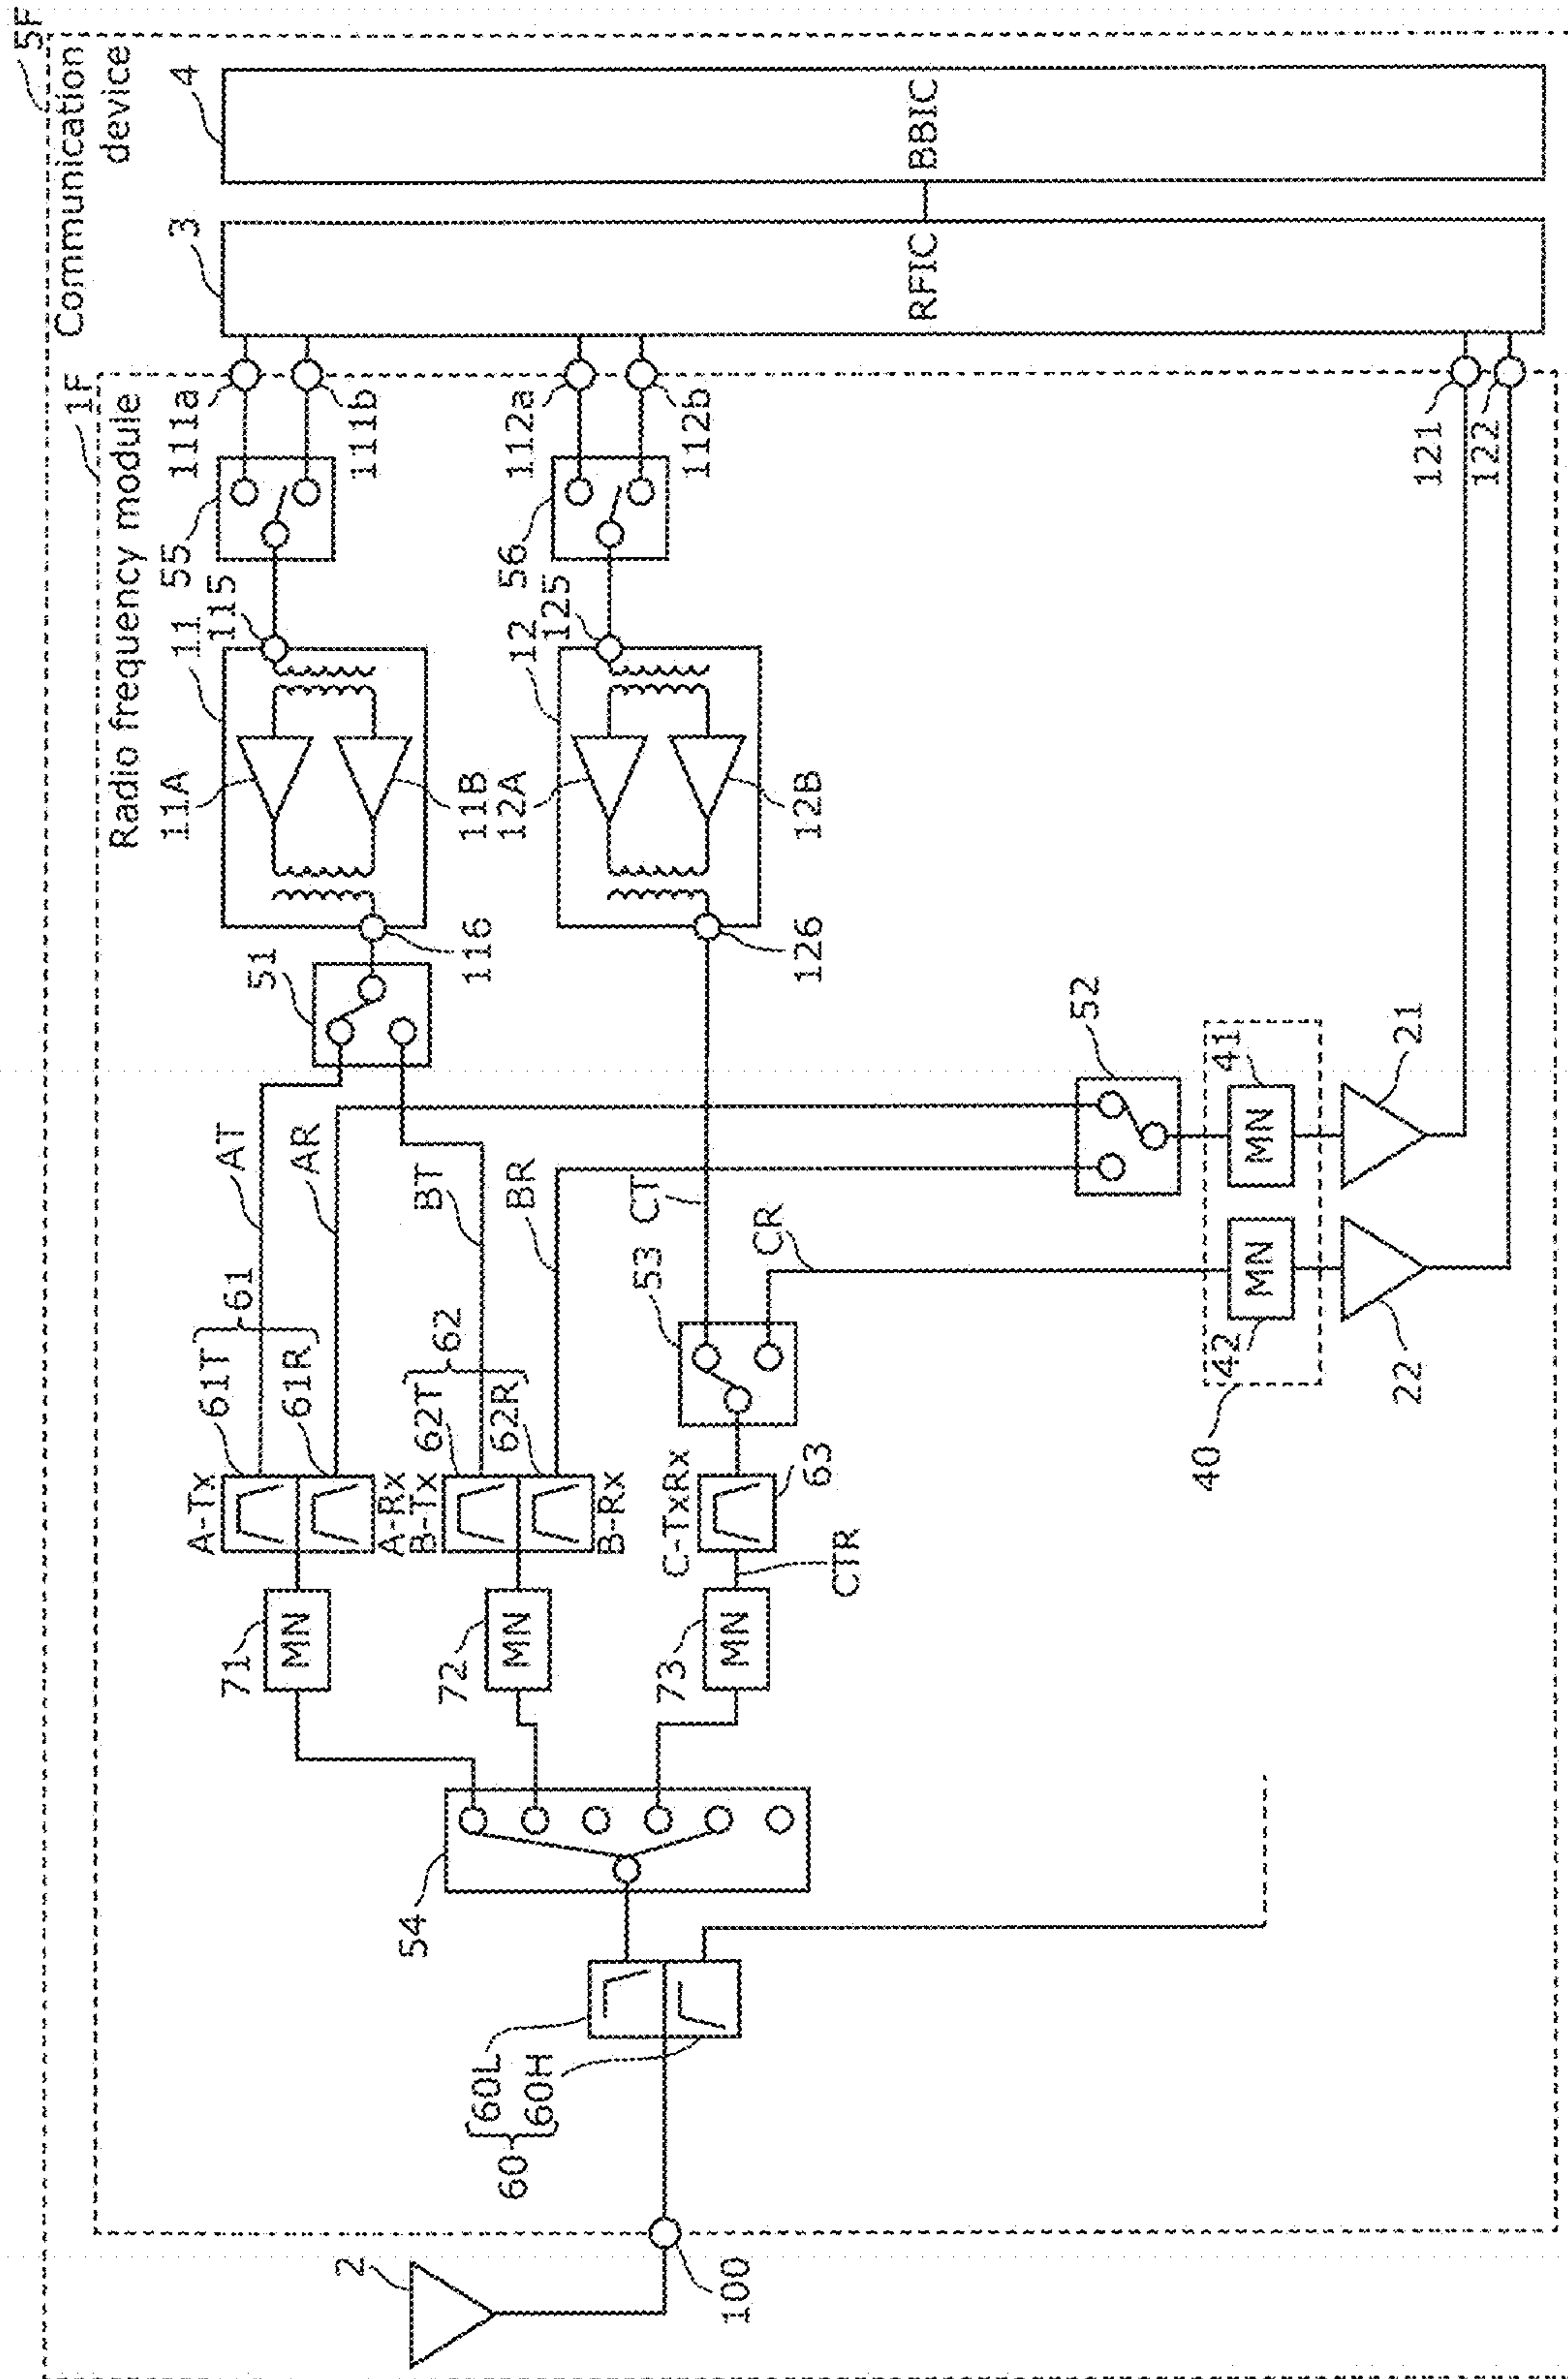 5F
Communication
device
1F
Radio frequency module
4
BBIC
3
RFIC
111a
111b
112a
112b
121
122
55
56
115
11
125
12
11A
11B
12A
12B
116
126
51
52
AT
AR
BT
BR
CT
CR
53
61
61T
61R
62
62T
62R
A-Tx
A-Rx
B-Tx
B-Rx
C-TxRx
63
CTR
71
MN
72
MN
73
MN
41
MN
42
MN
40
21
22
54
60L
60H
60
100
2